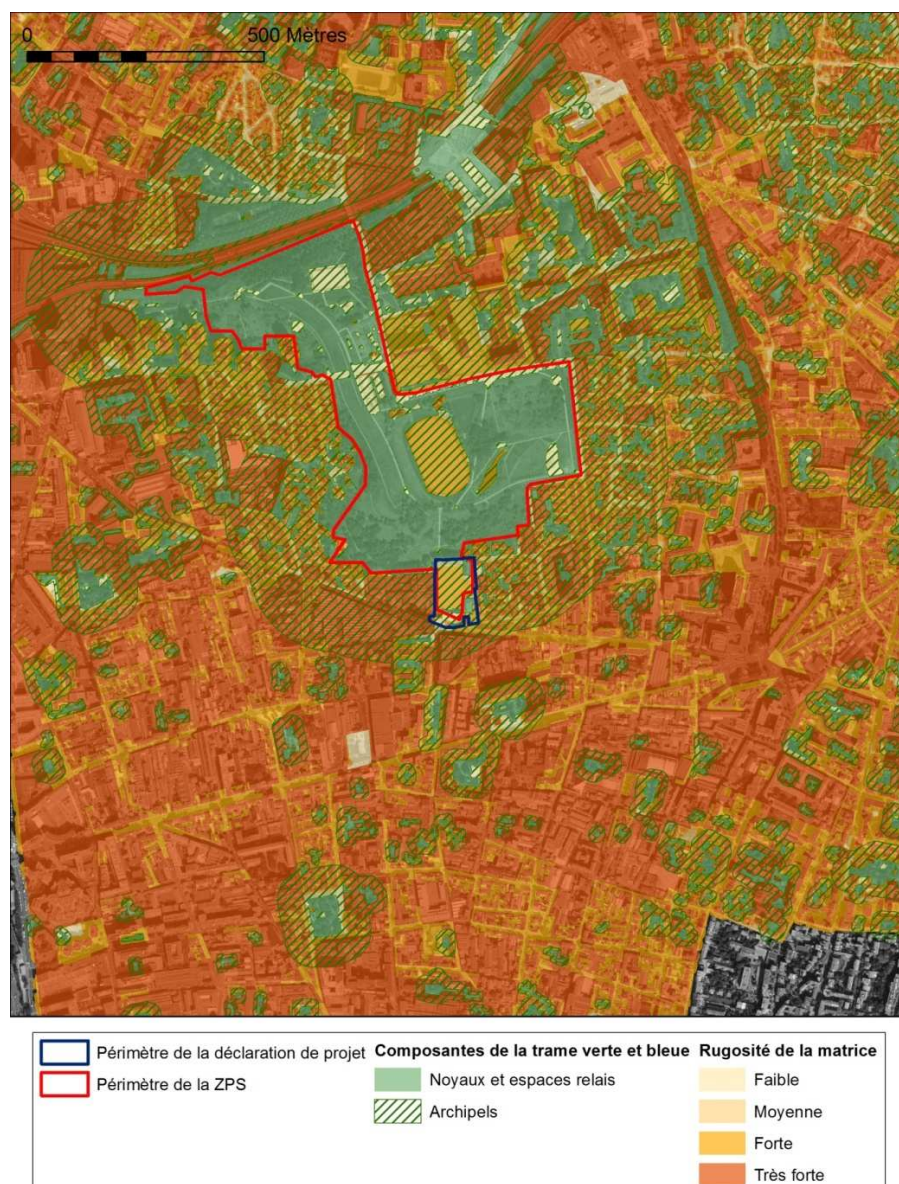 0 500 Mètres
Périmètre de la déclaration de projet
Périmètre de la ZPS
Composantes de la trame verte et bleue
Noyaux et espaces relais
Archipels
Rugosité de la matrice
Faible
Moyenne
Forte
Très forte